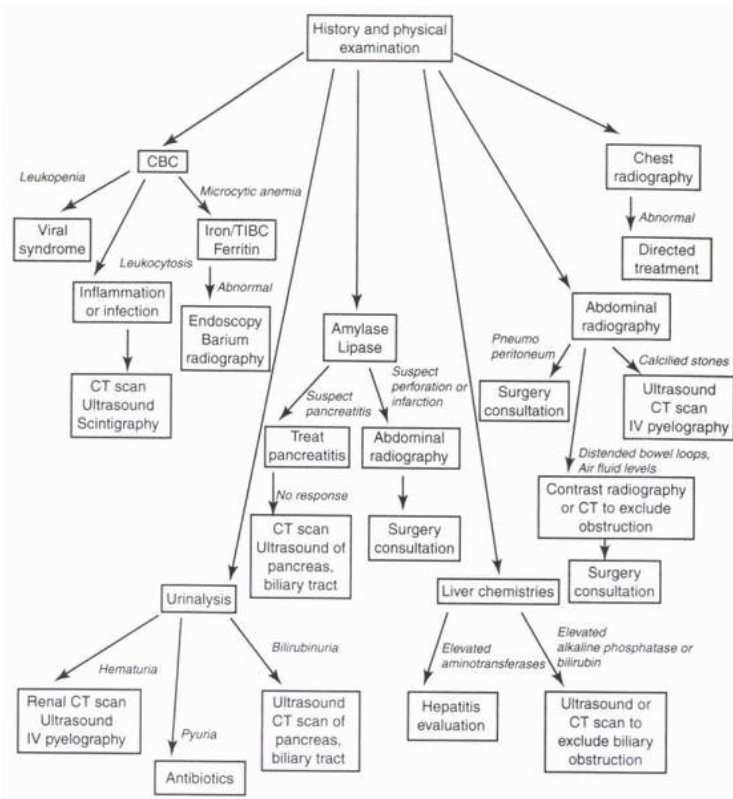 History and physical
examination
CBC
Leukopenia
Microcytic anemia
Viral
syndrome
Iron/TIBC
Ferritin
Leukocytosis
Inflammation
or infection
Abnormal
Endoscopy
Barium
radiography
CT scan
Ultrasound
Scintigraphy
Chest
radiography
Abnormal
Directed
treatment
Amylase
Lipase
Suspect
pancreatitis
Suspect
perforation or
infarction
Treat
pancreatitis
Abdominal
radiography
No response
CT scan
Ultrasound of
pancreas,
biliary tract
Surgery
consultation
Abdominal
radiography
Pneumo
peritoneum
Calcilied stones
Surgery
consultation
Ultrasound
CT scan
IV pyelography
Distended bowel loops,
Air fluid levels
Contrast radiography
or CT to exclude
obstruction
Surgery
consultation
Urinalysis
Hematuria
Bilirubinuria
Renal CT scan
Ultrasound
IV pyelography
Pyuria
Ultrasound
CT scan of
pancreas,
biliary tract
Antibiotics
Liver chemistries
Elevated
aminotransferases
Elevated
alkaline phosphatase or
bilirubin
Hepatitis
evaluation
Ultrasound or
CT scan to
exclude biliary
obstruction